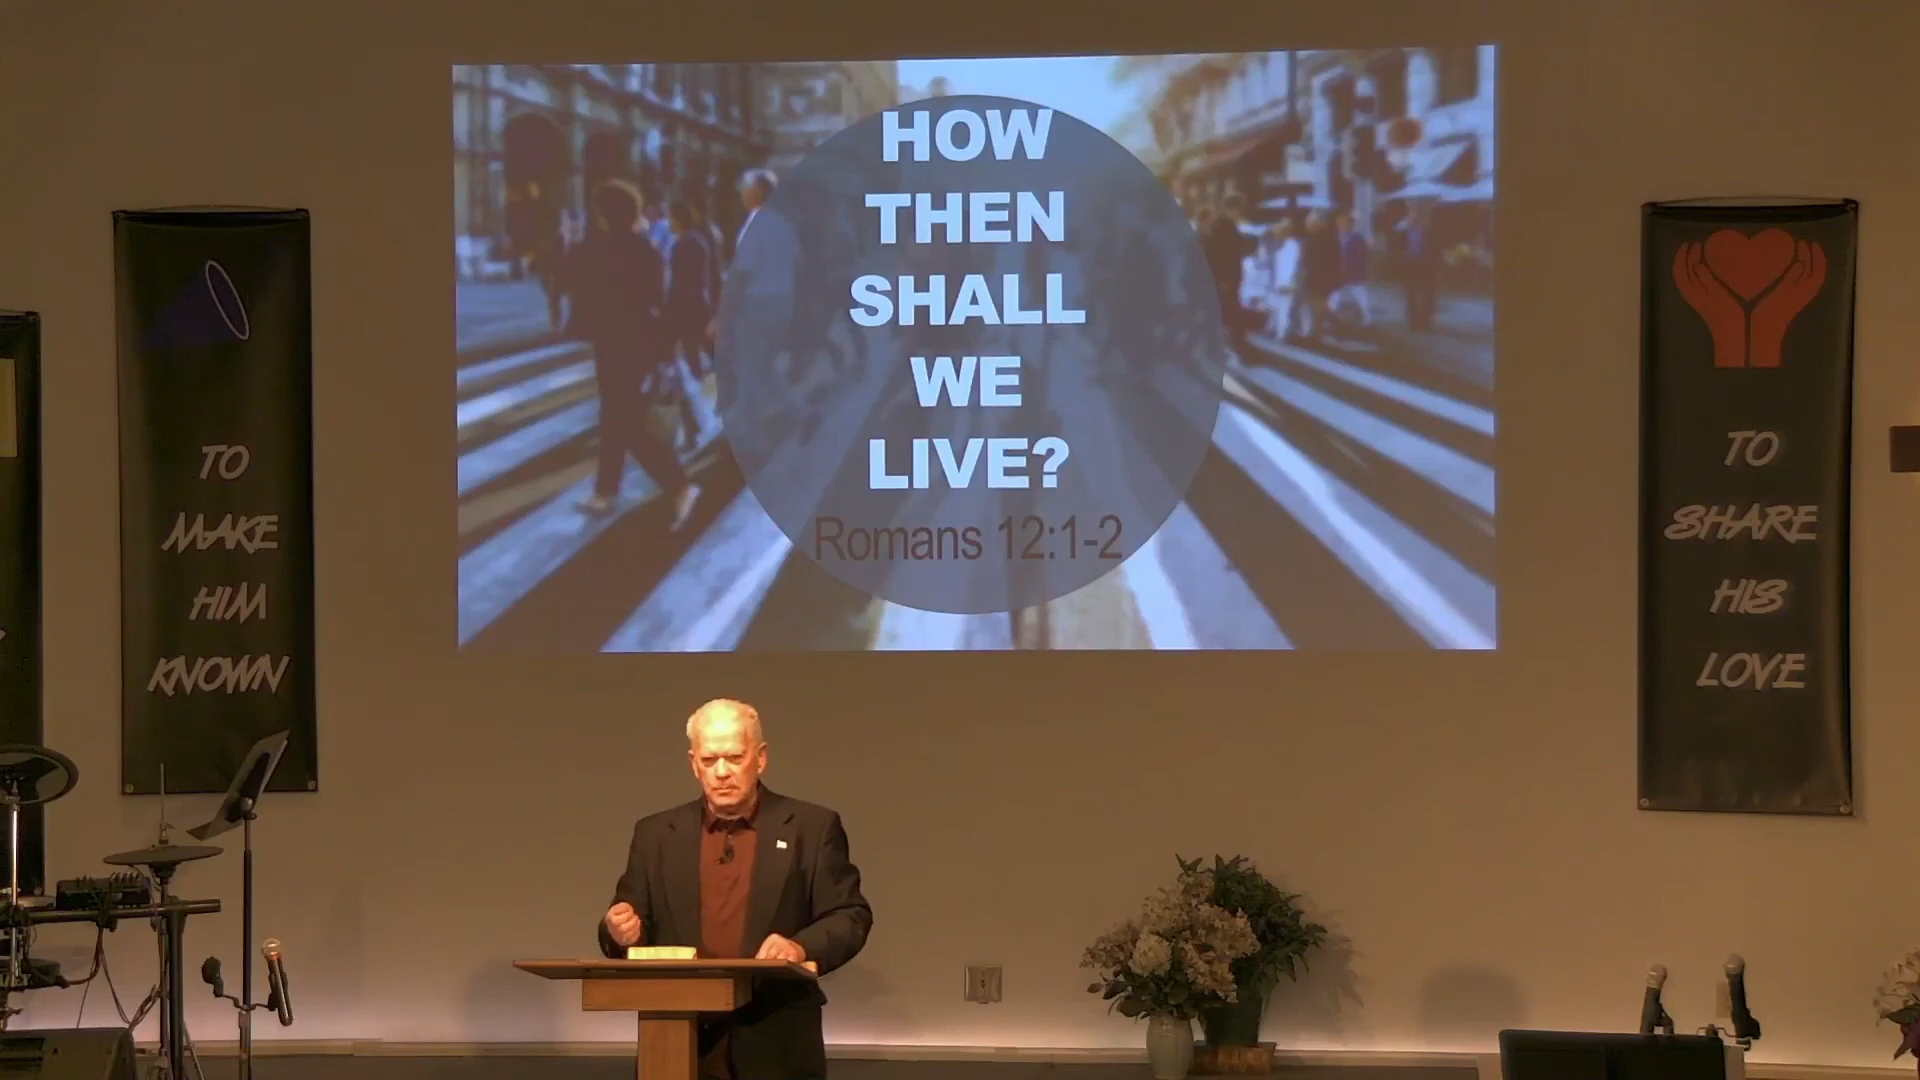 HOW
THEN
SHALL
WE
LIVE?
Romans 12:1-2
TO
MAKE
HIM
KNOWN
TO
SHARE
HIS
LOVE